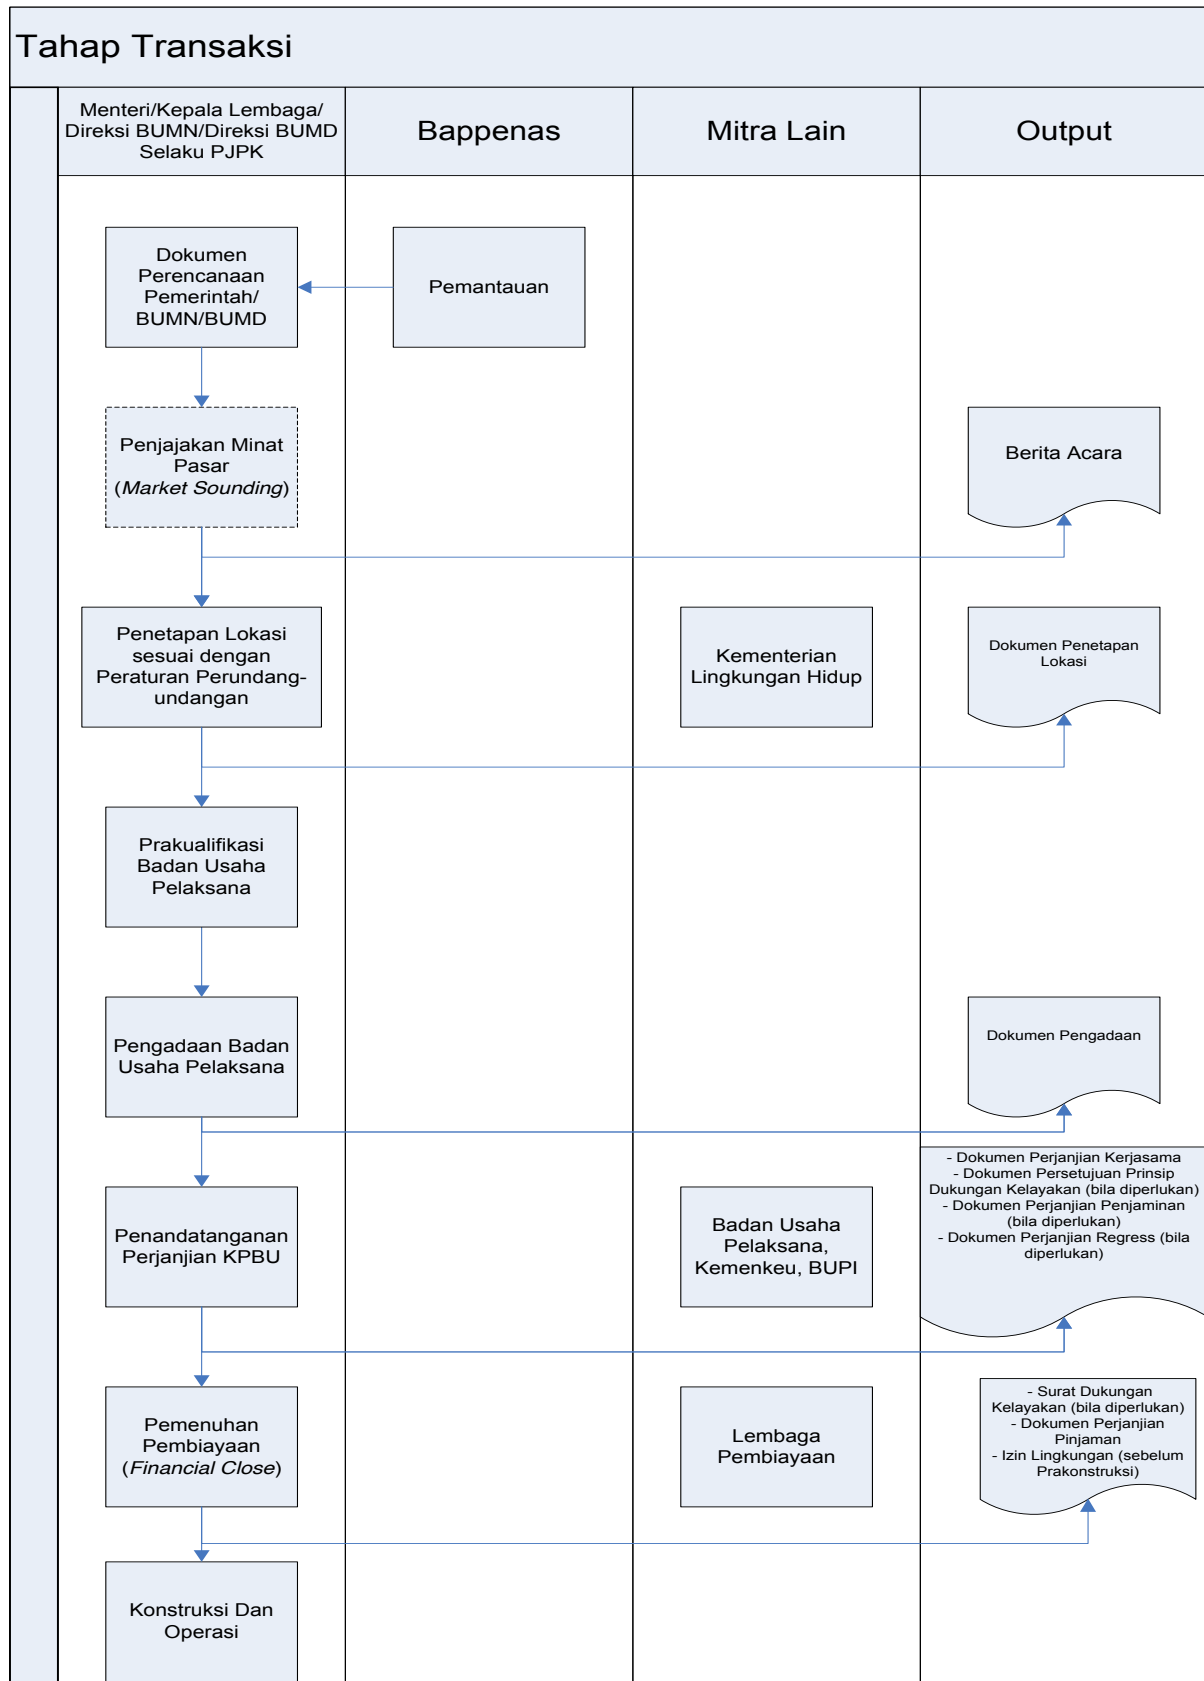 Tahap Transaksi
Menteri/Kepala Lembaga/
Direksi BUMN/Direksi BUMD
Selaku PJPK
Bappenas
Mitra Lain
Output
Dokumen
Perencanaan
Pemerintah/
BUMN/BUMD
Pemantauan
Penjajakan Minat
Pasar
(Market Sounding)
Berita Acara
Penetapan Lokasi
sesuai dengan
Peraturan Perundang-
undangan
Kementerian
Lingkungan Hidup
Dokumen Penetapan
Lokasi
Prakualifikasi
Badan Usaha
Pelaksana
Pengadaan Badan
Usaha Pelaksana
Dokumen Pengadaan
Penandatanganan
Perjanjian KPBU
Badan Usaha
Pelaksana,
Kemenkeu, BUPI
- Dokumen Perjanjian Kerjasama
- Dokumen Persetujuan Prinsip
Dukungan Kelayakan (bila diperlukan)
- Dokumen Perjanjian Penjaminan
(bila diperlukan)
- Dokumen Perjanjian Regress (bila
diperlukan)
Pemenuhan
Pembiayaan
(Financial Close)
Lembaga
Pembiayaan
- Surat Dukungan
Kelayakan (bila diperlukan)
- Dokumen Perjanjian
Pinjaman
- Izin Lingkungan (sebelum
Prakonstruksi)
Konstruksi Dan
Operasi